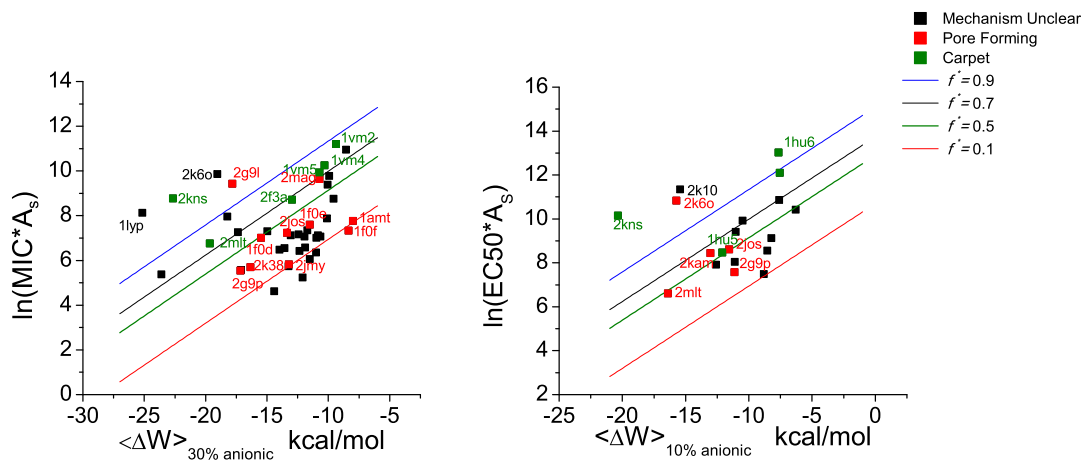 Mechanism Unclear
Pore Forming
Carpet
f* = 0.9
f* = 0.7
f* = 0.5
f* = 0.1
ln(MIC*As)
14
12
10
8
6
4
2
0
-30 -25 -20 -15 -10 -5 0
<ΔW>30% anionic kcal/mol
1lyp
2k6o
2kns
2g9l
2mlt
2f3a
1vm5
2mag
1vm4
1vm2
2jos
1f0e
1amt
1f0f
1f0d
2k38
2jmy
2g9p
ln(EC50*As)
16
14
12
10
8
6
4
2
-25 -20 -15 -10 -5 0
<ΔW>10% anionic kcal/mol
2kns
2k10
2k6o
1hu6
1hu5
2jos
2kam
2g9p
2mlt